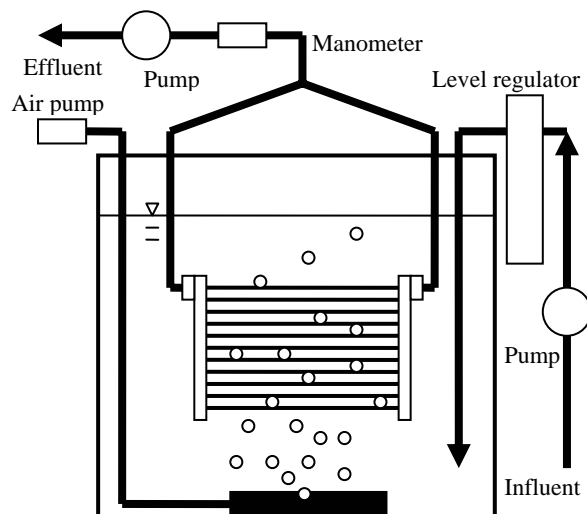 Manometer
Effluent
Pump
Level regulator
Air pump
Pump
Influent